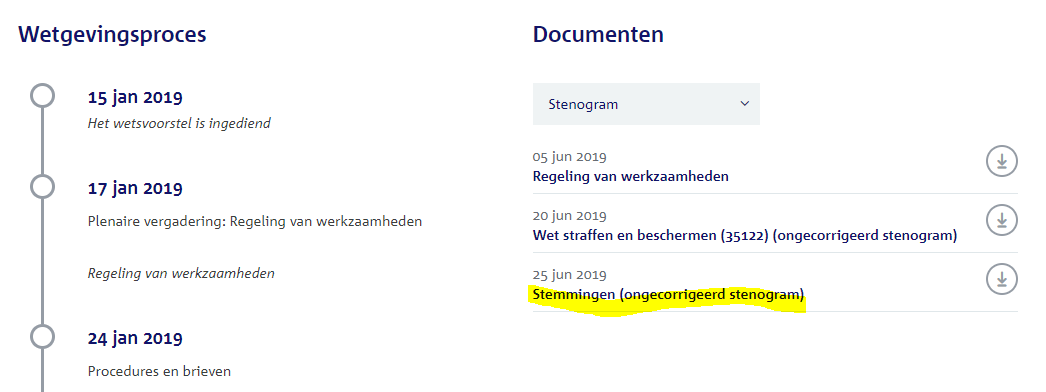 Wetgevingsproces
15 jan 2019
Het wetsvoorstel is ingediend
17 jan 2019
Plenaire vergadering: Regeling van werkzaamheden
Regeling van werkzaamheden
24 jan 2019
Procedures en brieven
Documenten
Stenogram
05 jun 2019
Regeling van werkzaamheden
20 jun 2019
Wet straffen en beschermen (35122) (ongecorrigeerd stenogram)
25 jun 2019
Stemmingen (ongecorrigeerd stenogram)